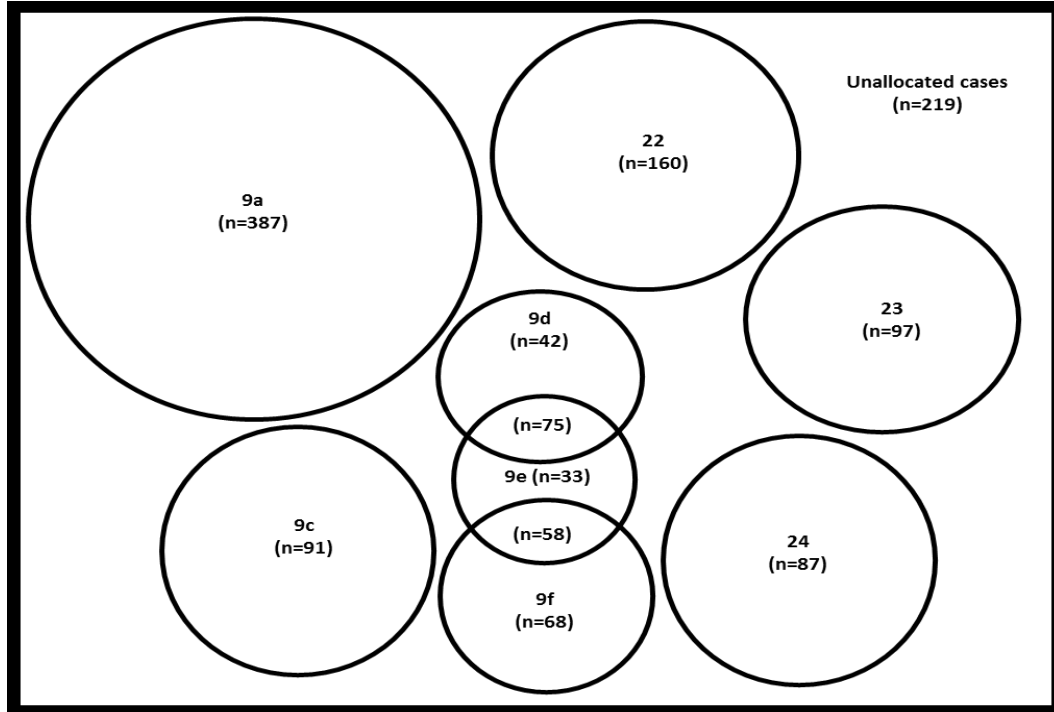 Unallocated cases
(n=219)
22
(n=160)
9a
(n=387)
23
(n=97)
9d
(n=42)
(n=75)
9e (n=33)
(n=58)
9c
(n=91)
24
(n=87)
9f
(n=68)